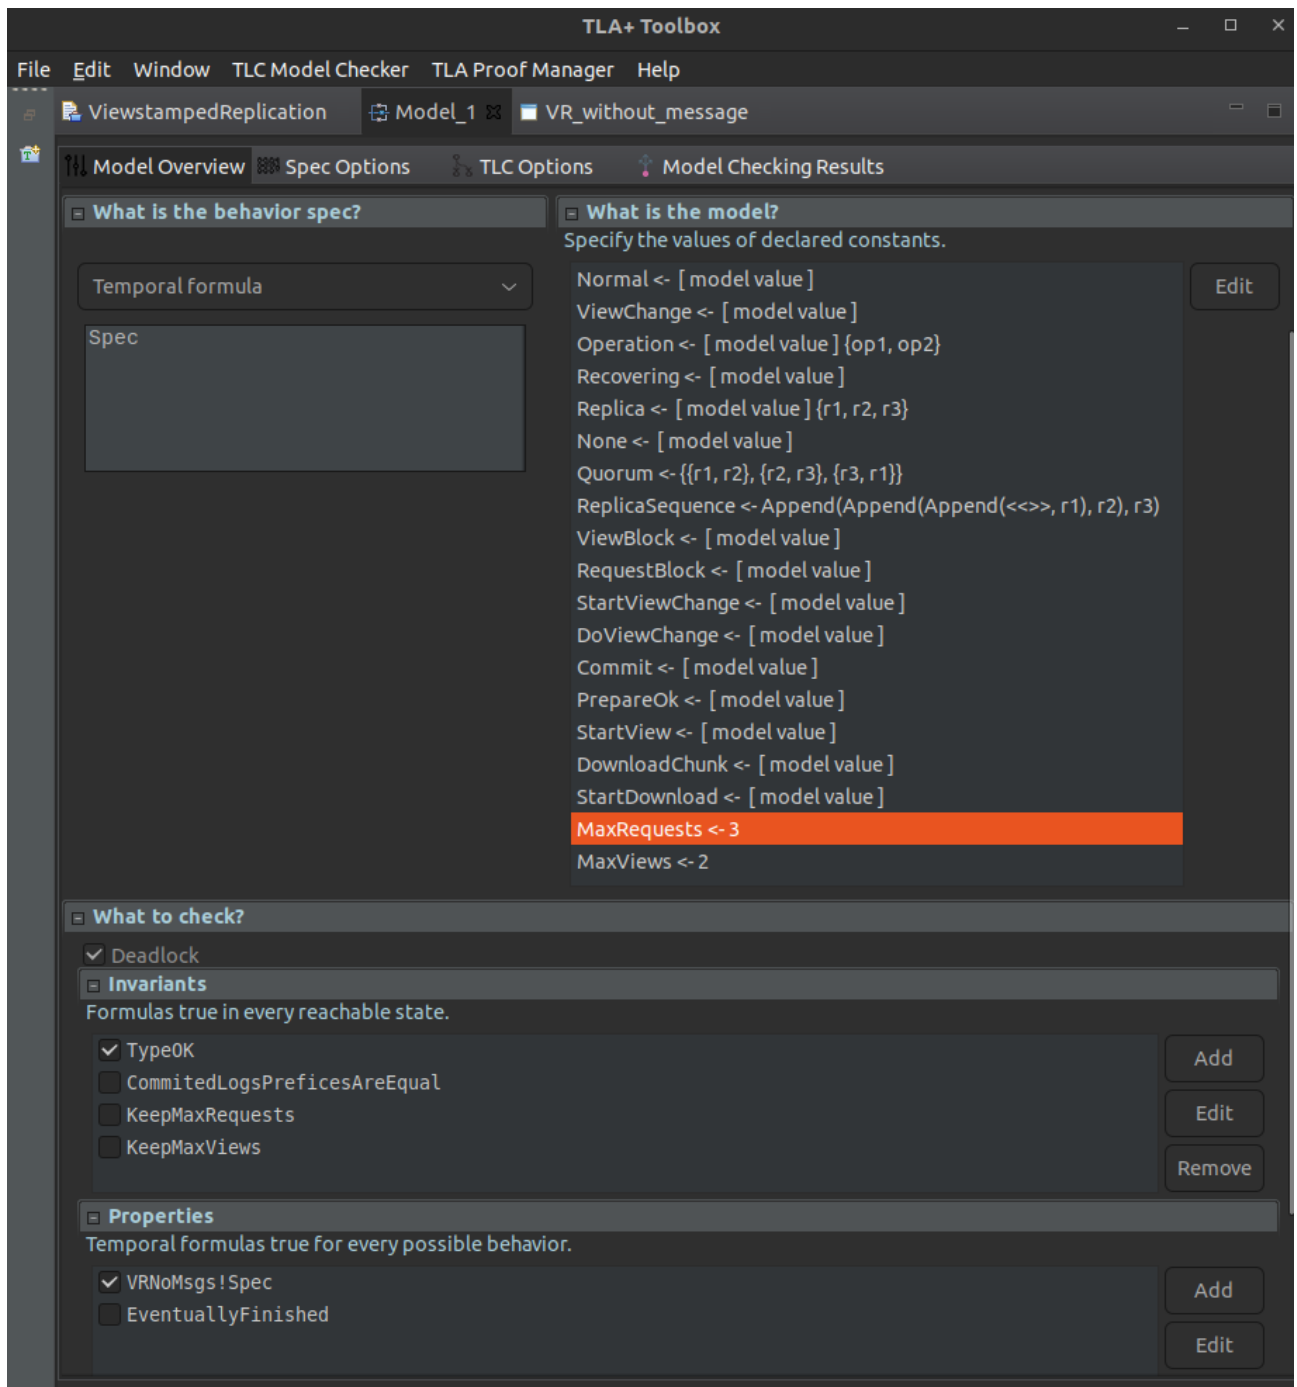 TLA+ Toolbox
File Edit Window TLC Model Checker TLA Proof Manager Help
ViewstampedReplication Model_1 VR_without_message
Model Overview Spec Options TLC Options Model Checking Results
What is the behavior spec?
Temporal formula
Spec
What is the model?
Specify the values of declared constants.
Normal <- [ model value ]
ViewChange <- [ model value ]
Operation <- [ model value ] {op1, op2}
Recovering <- [ model value ]
Replica <- [ model value ] {r1, r2, r3}
None <- [ model value ]
Quorum <- {{r1, r2}, {r2, r3}, {r3, r1}}
ReplicaSequence <- Append(Append(Append(<<>>, r1), r2), r3)
ViewBlock <- [ model value ]
RequestBlock <- [ model value ]
StartViewChange <- [ model value ]
DoViewChange <- [ model value ]
Commit <- [ model value ]
PrepareOk <- [ model value ]
StartView <- [ model value ]
DownloadChunk <- [ model value ]
StartDownload <- [ model value ]
MaxRequests <- 3
MaxViews <- 2
Edit
What to check?
Deadlock
Invariants
Formulas true in every reachable state.
TypeOK
CommitedLogsPreficesAreEqual
KeepMaxRequests
KeepMaxViews
Add
Edit
Remove
Properties
Temporal formulas true for every possible behavior.
VRNoMsgs!Spec
EventuallyFinished
Add
Edit